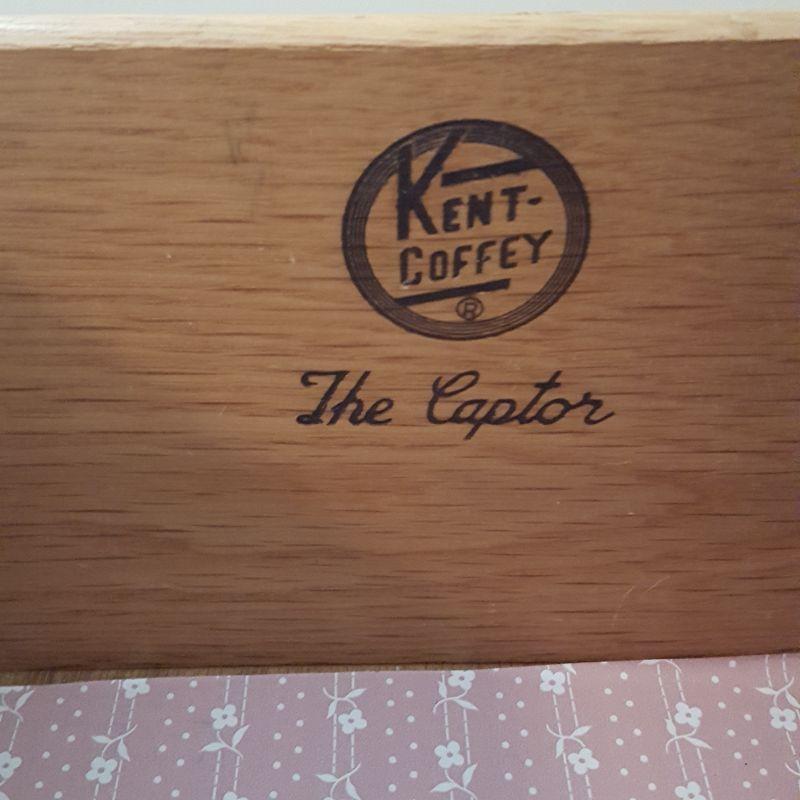 KENT-
COFFEY
®
The Captor